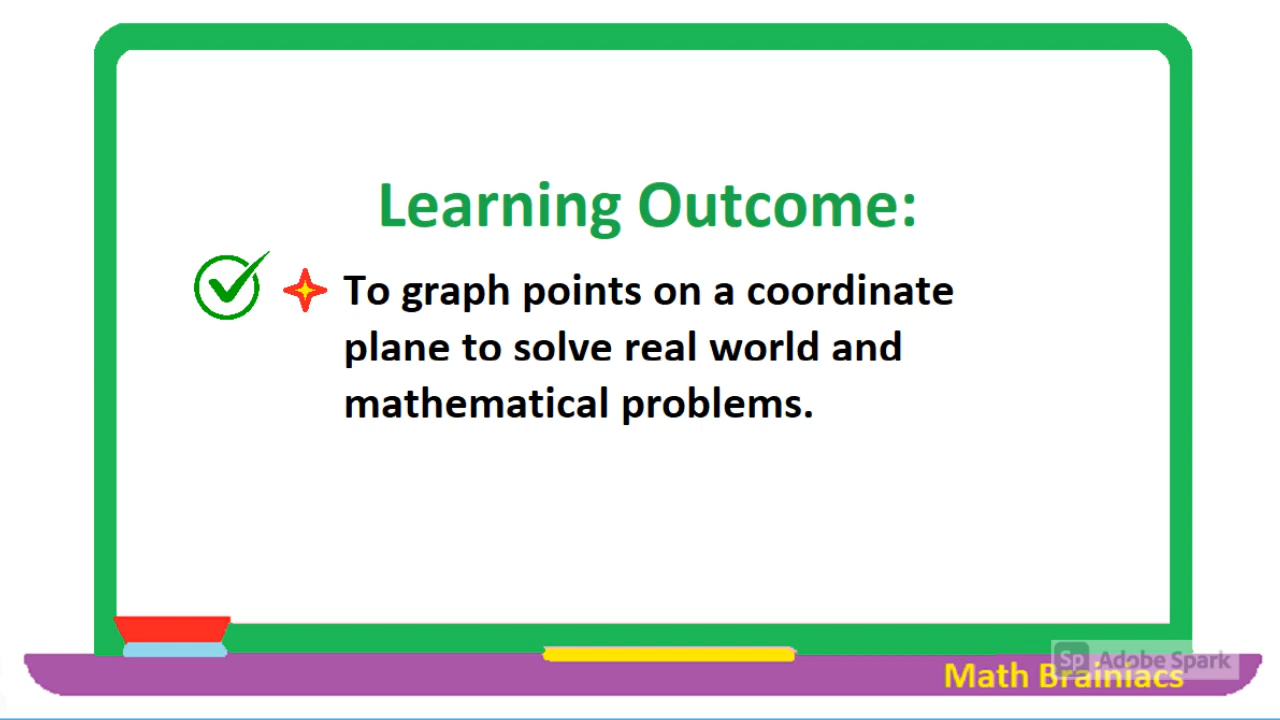 Learning Outcome:
To graph points on a coordinate
plane to solve real world and
mathematical problems.
Sp Adobe Spark
Math Brainiacs